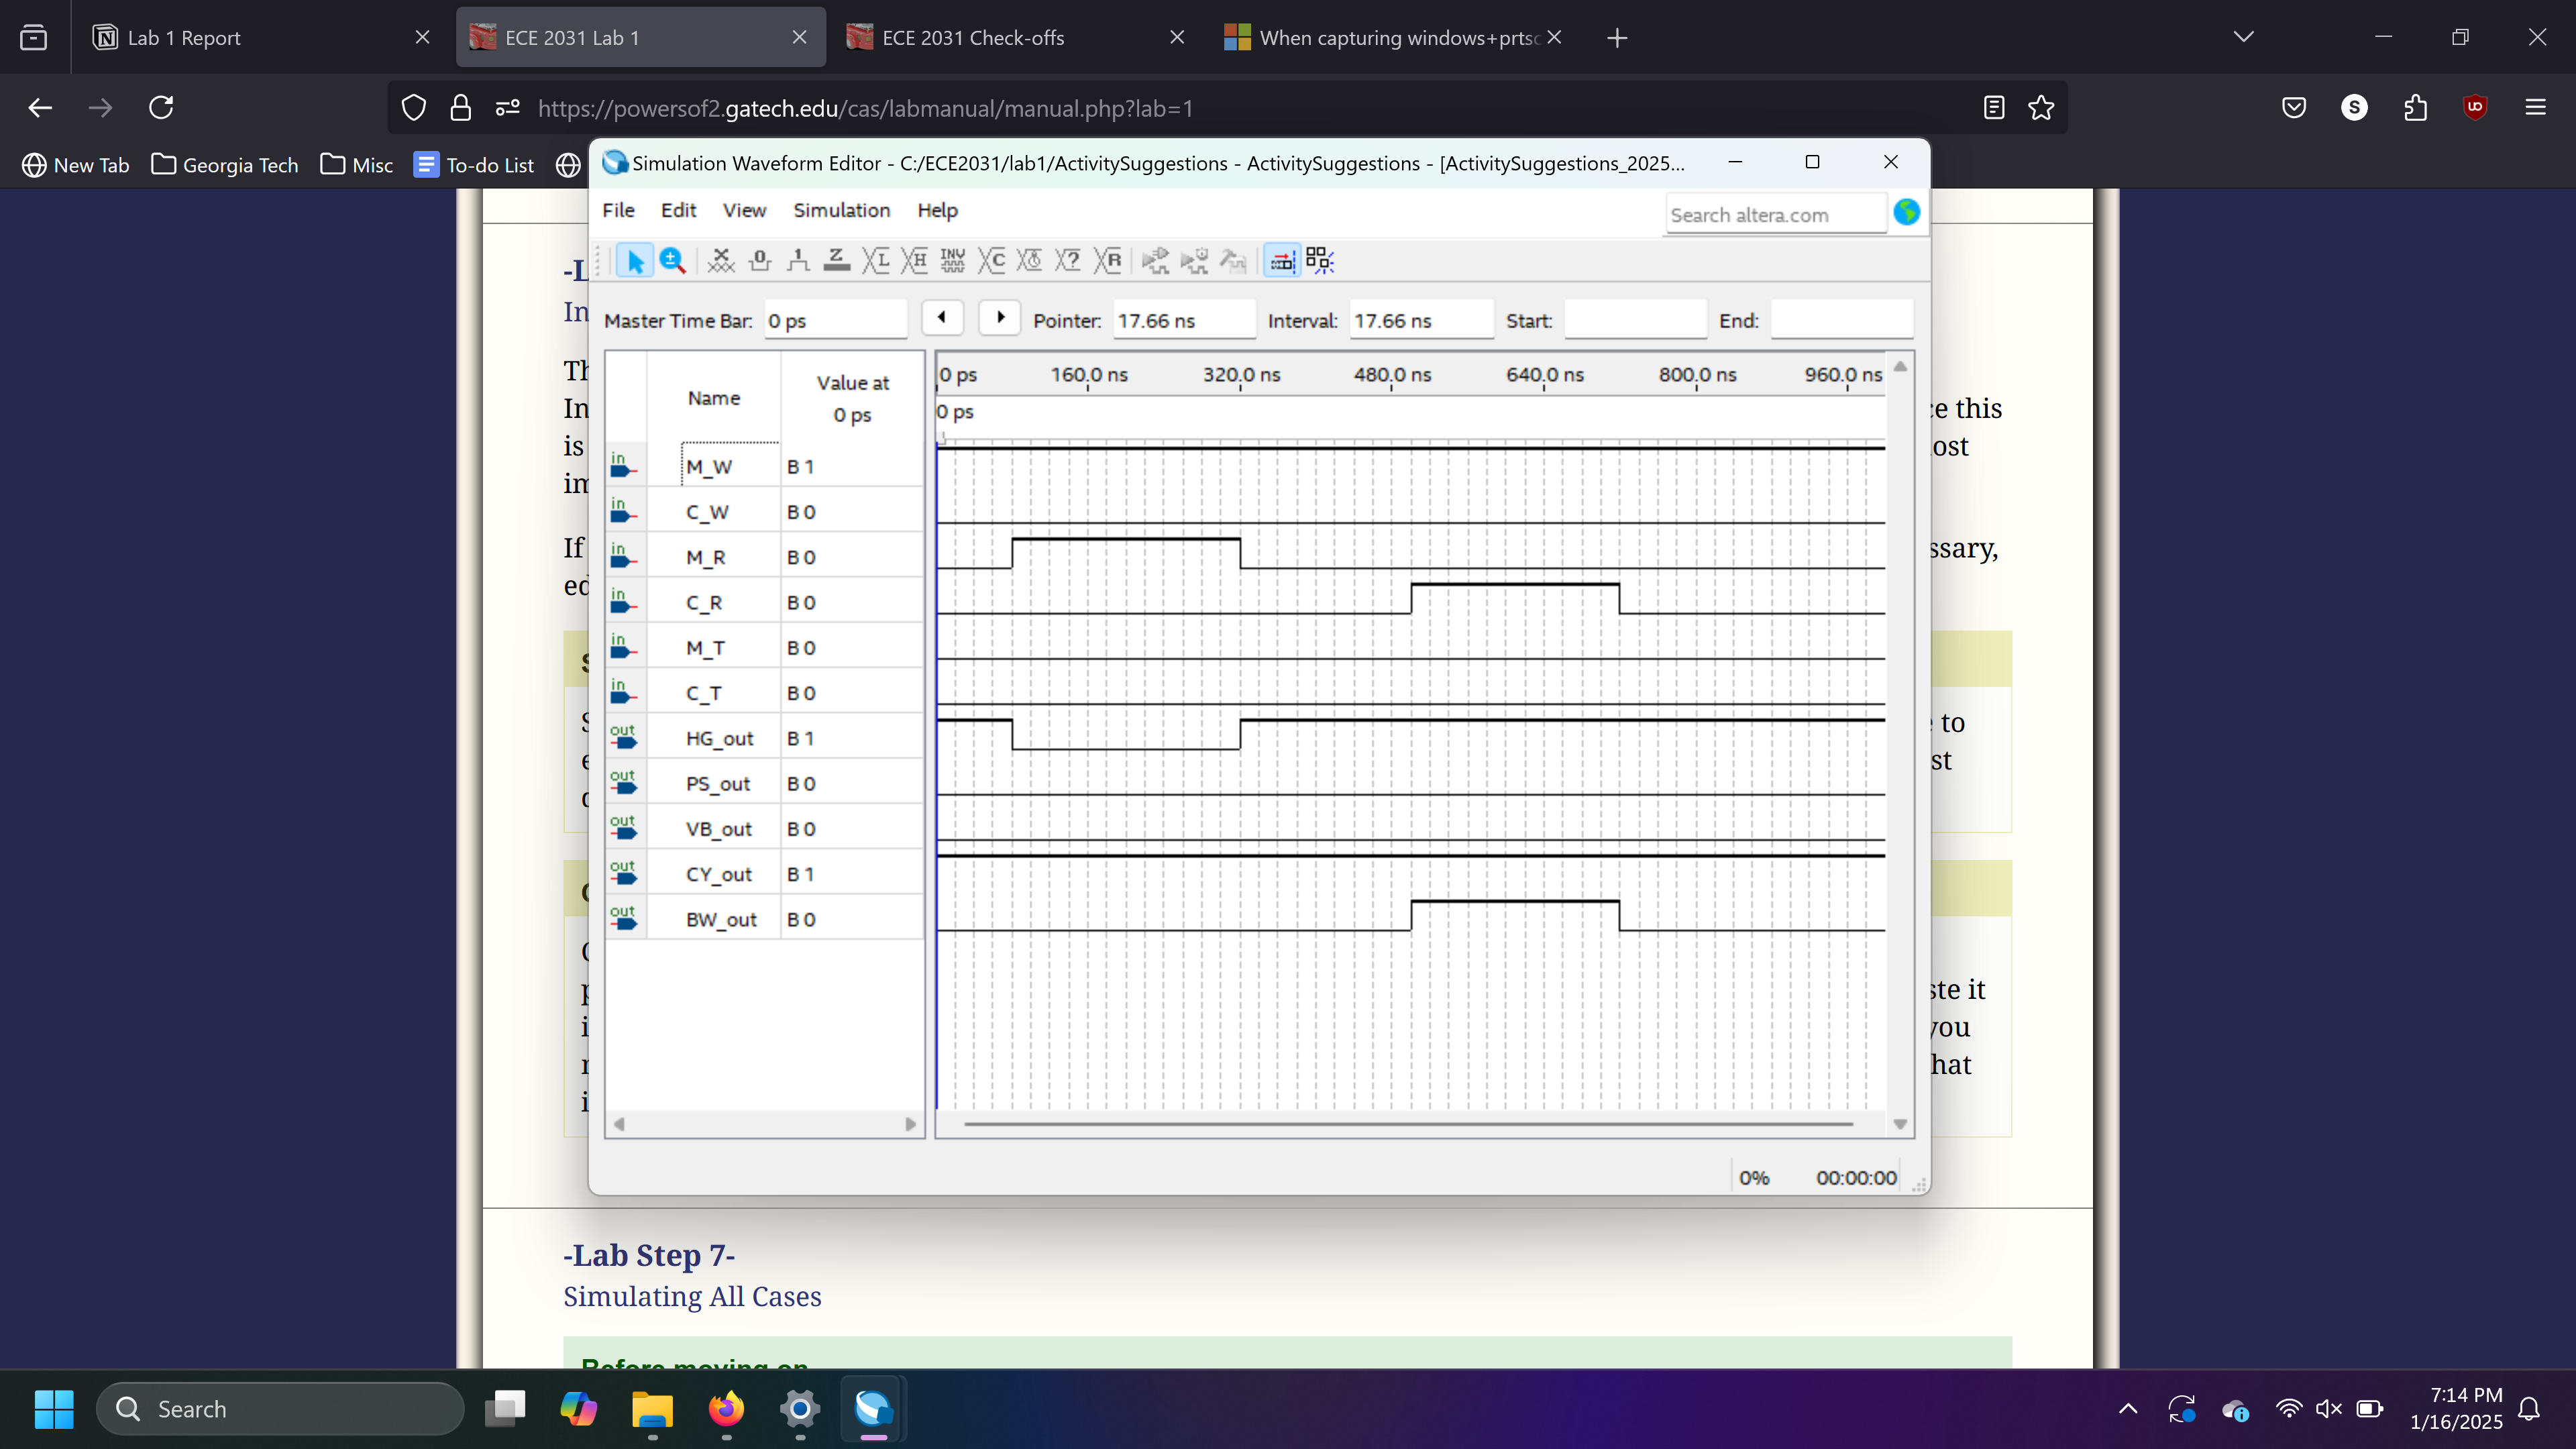 Lab 1 Report
ECE 2031 Lab 1
ECE 2031 Check-offs
When capturing windows+prtsc
https://powersof2.gatech.edu/cas/labmanual/manual.php?lab=1
S
New Tab
Georgia Tech
Misc
To-do List
Simulation Waveform Editor - C:/ECE2031/lab1/ActivitySuggestions - ActivitySuggestions - [ActivitySuggestions_2025...
File Edit View Simulation Help
Search altera.com
Master Time Bar: 0 ps Pointer: 17.66 ns Interval: 17.66 ns Start: End:
Name
Value at
0 ps
0 ps 160.0 ns 320.0 ns 480.0 ns 640.0 ns 800.0 ns 960.0 ns
0 ps
in M_W B 1
in C_W B 0
in M_R B 0
in C_R B 0
in M_T B 0
in C_T B 0
out HG_out B 1
out PS_out B 0
out VB_out B 0
out CY_out B 1
out BW_out B 0
0% 00:00:00
-L
In
Th
In
is
im
If
ed
this
ssary,
to
st
ste it
you
hat
-Lab Step 7-
Simulating All Cases
Before moving on
Search
7:14 PM
1/16/2025